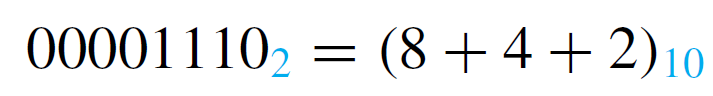 00001110₂ = (8 + 4 + 2)₁₀